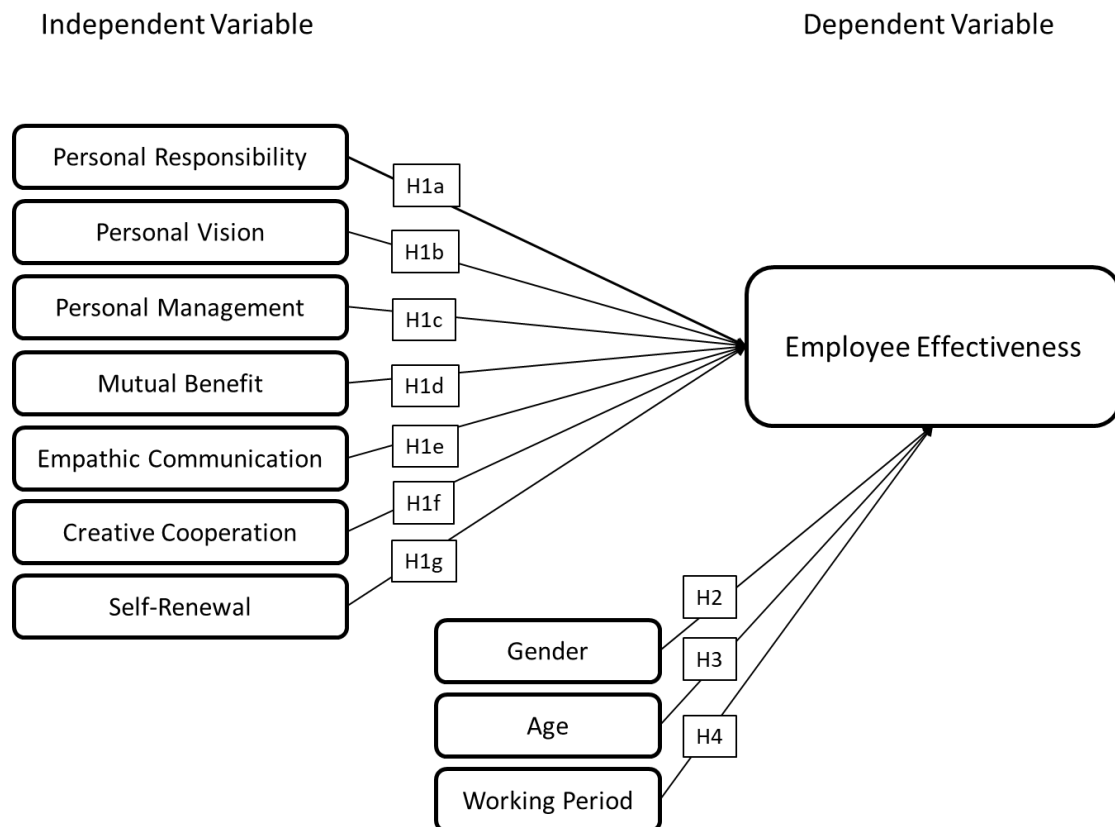 Independent Variable
Dependent Variable
Personal Responsibility
H1a
Personal Vision
H1b
Personal Management
H1c
Employee Effectiveness
Mutual Benefit
H1d
Empathic Communication
H1e
Creative Cooperation
H1f
Self-Renewal
H1g
Gender
H2
Age
H3
Working Period
H4